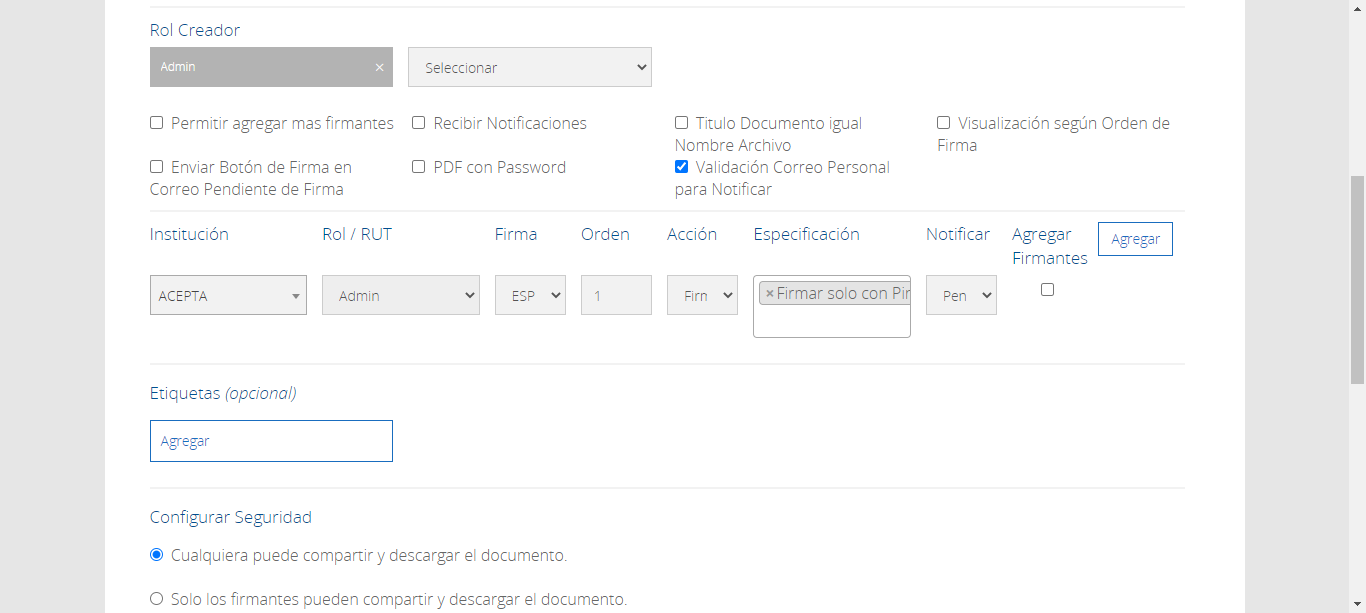 Rol Creador
Admin ×
Seleccionar
Permitir agregar mas firmantes
Recibir Notificaciones
Titulo Documento igual
Nombre Archivo
Visualización según Orden de
Firma
Enviar Botón de Firma en
Correo Pendiente de Firma
PDF con Password
Validación Correo Personal
para Notificar
Institución Rol / RUT Firma Orden Acción Especificación Notificar Agregar
Firmantes
Agregar
ACEPTA Admin ESP 1 Firn ×Firmar solo con Pir Pen
Etiquetas (opcional)
Agregar
Configurar Seguridad
Cualquiera puede compartir y descargar el documento.
Solo los firmantes pueden compartir y descargar el documento.